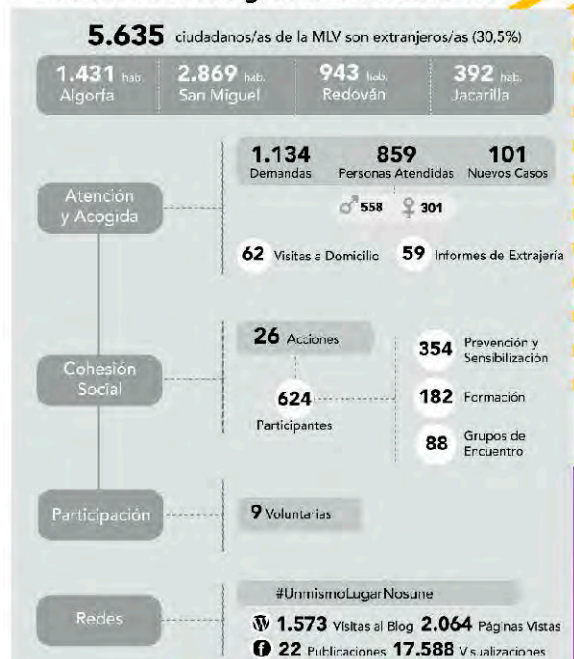 5.635 ciudadanos/as de la MLV son extranjeros/as (30,5%)
1.431 hab. 2.869 hab. 943 hab. 392 hab.
Algorfa San Miguel Redován Jacarilla
Atención
y Acogida
1.134 859 101
Demandas Personas Atendidas Nuevos Casos
♂ 558 ♀ 301
62 Visitas a Domicilio 59 Informes de Extrajería
Cohesión
Social
26 Acciones
624
Participantes
354 Prevención y
Sensibilización
182 Formación
88 Grupos de
Encuentro
Participación
9 Voluntarias
Redes
#UnmismoLugarNosune
1.573 Visitas al Blog 2.064 Páginas Vistas
22 Publicaciones 17.588 Visualizaciones